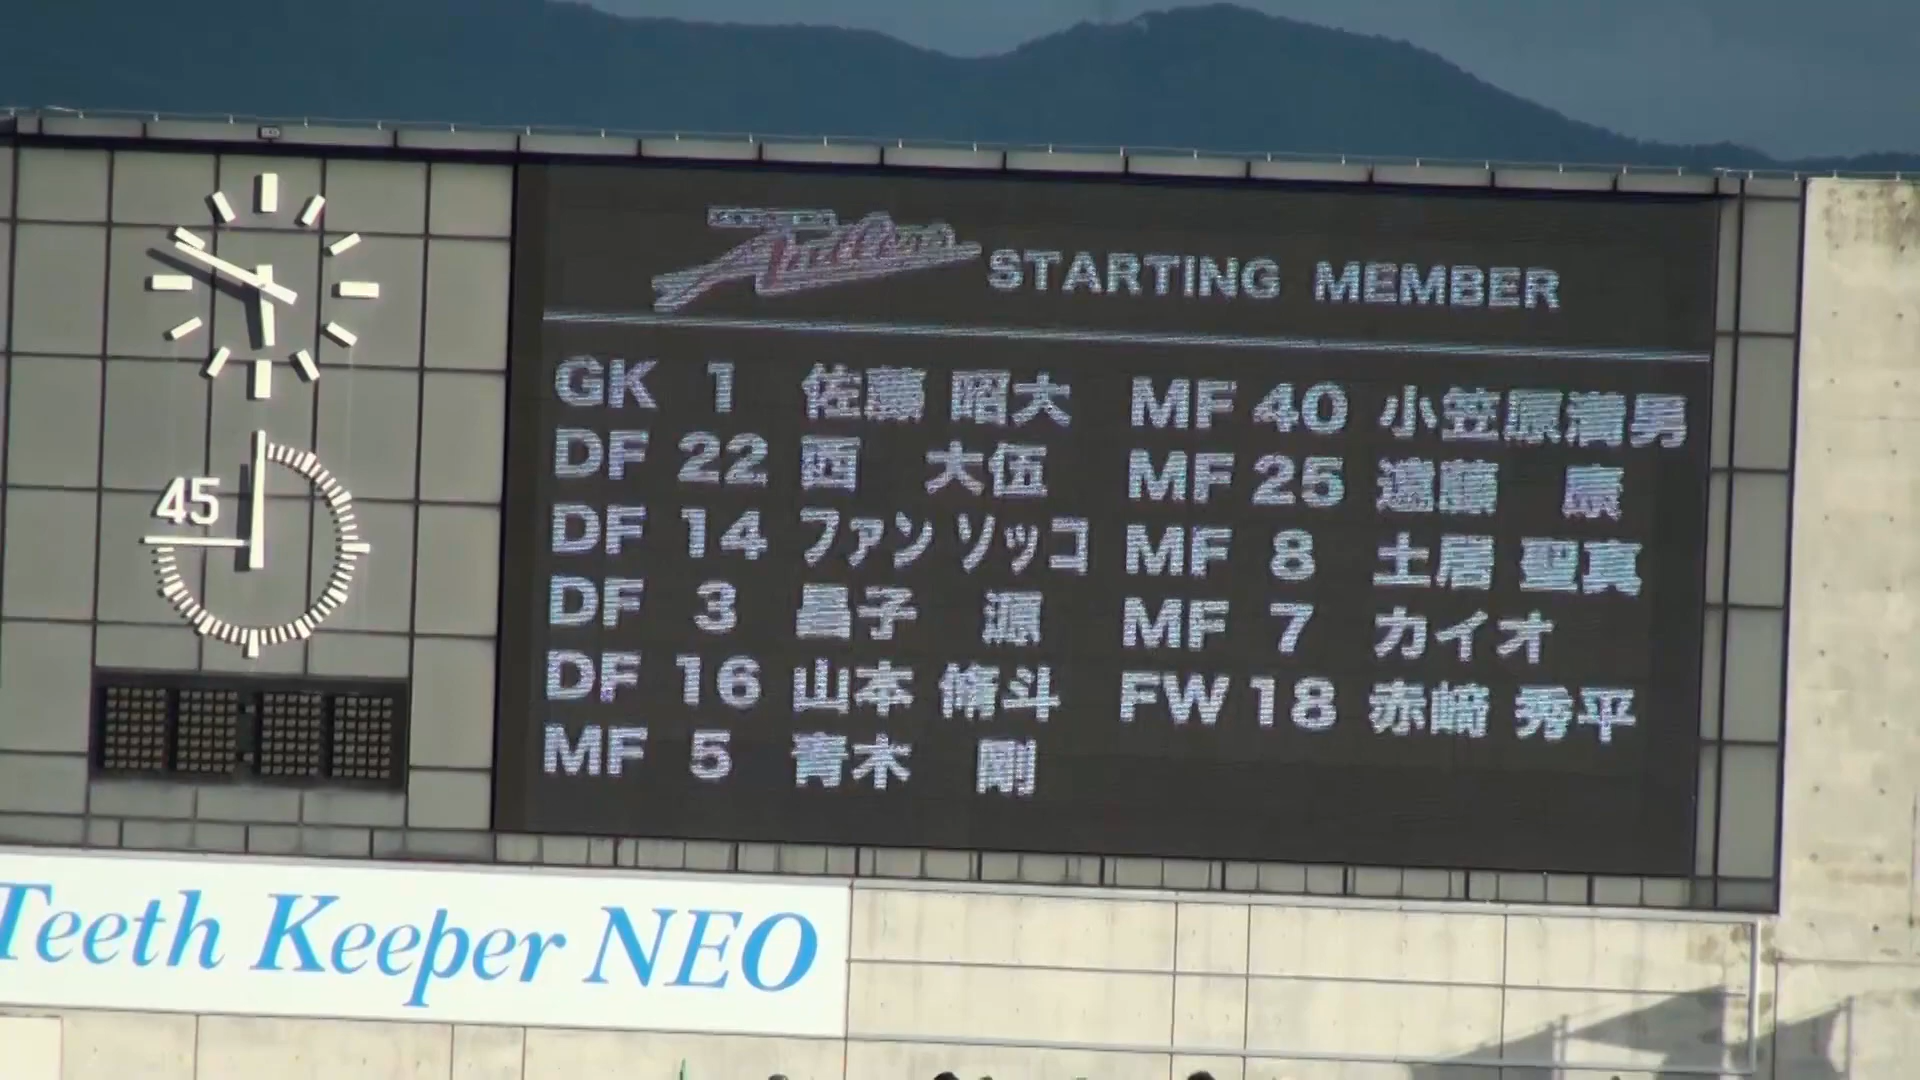 Antlers STARTING MEMBER
GK 1 佐藤 昭大 MF 40 小笠原満男
DF 22 西 大伍 MF 25 遠藤 康
DF 14 ファン ソッコ MF 8 土居 聖真
DF 3 昌子 源 MF 7 カイオ
DF 16 山本 脩斗 FW 18 赤﨑 秀平
MF 5 青木 剛
45
Teeth Keeper NEO